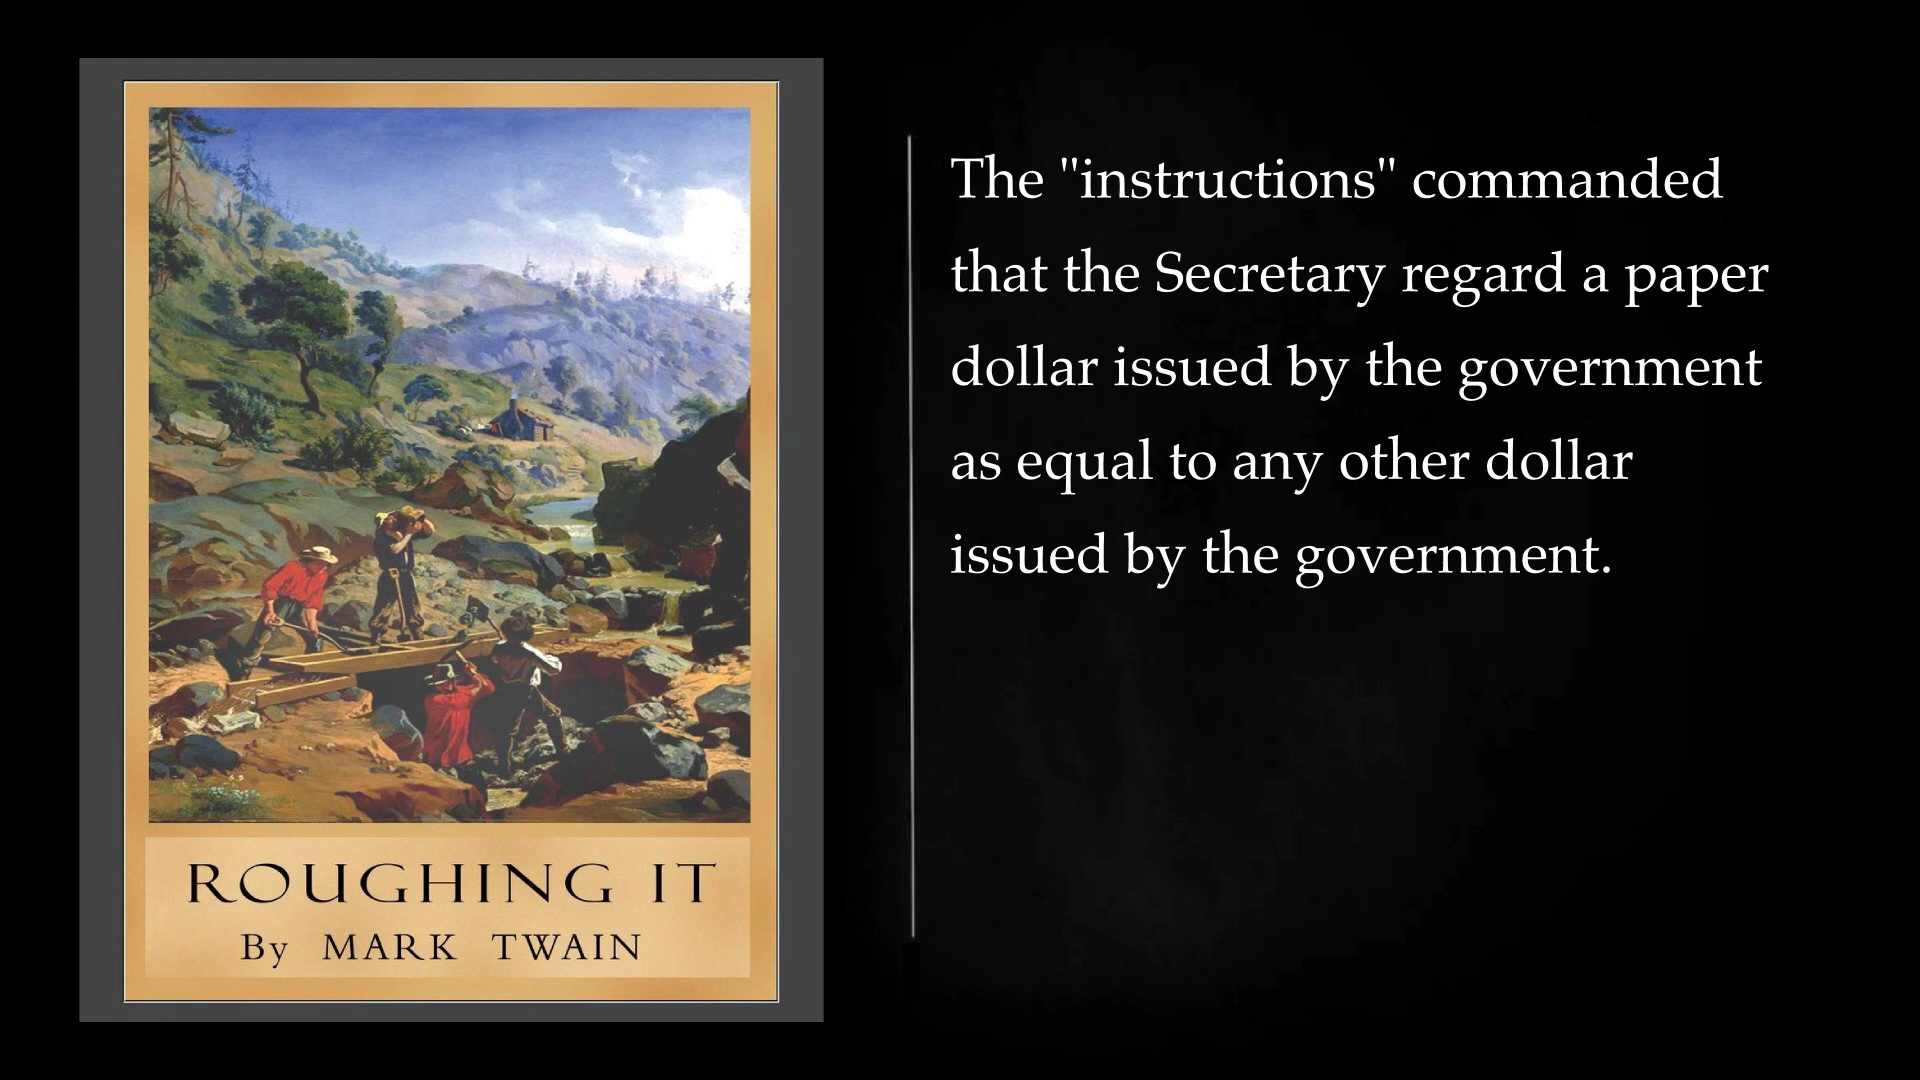 ROUGHING IT
By MARK TWAIN
The "instructions" commanded
that the Secretary regard a paper
dollar issued by the government
as equal to any other dollar
issued by the government.